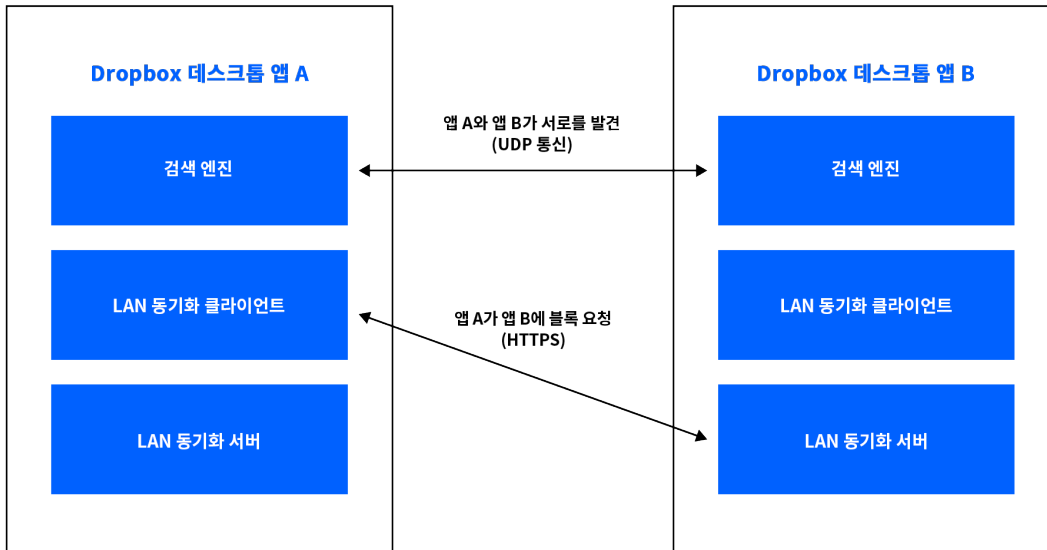 Dropbox 데스크톱 앱 A
검색 엔진
LAN 동기화 클라이언트
LAN 동기화 서버
앱 A와 앱 B가 서로를 발견
(UDP 통신)
앱 A가 앱 B에 블록 요청
(HTTPS)
Dropbox 데스크톱 앱 B
검색 엔진
LAN 동기화 클라이언트
LAN 동기화 서버